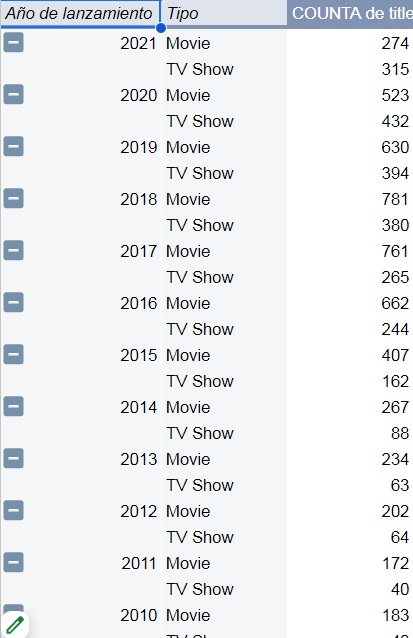 Año de lanzamiento Tipo COUNTA de title
2021 Movie 274
TV Show 315
2020 Movie 523
TV Show 432
2019 Movie 630
TV Show 394
2018 Movie 781
TV Show 380
2017 Movie 761
TV Show 265
2016 Movie 662
TV Show 244
2015 Movie 407
TV Show 162
2014 Movie 267
TV Show 88
2013 Movie 234
TV Show 63
2012 Movie 202
TV Show 64
2011 Movie 172
TV Show 40
2010 Movie 183
TV Show